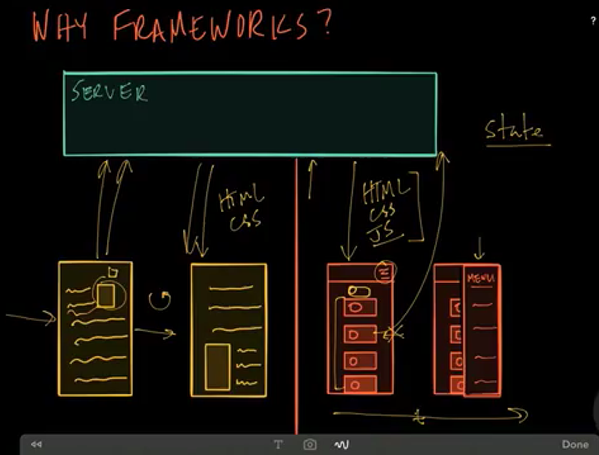 WHY FRAMEWORKS?
?
SERVER
State
HTML
CSS
HTML
CSS
JS
MENU
t
T
Done